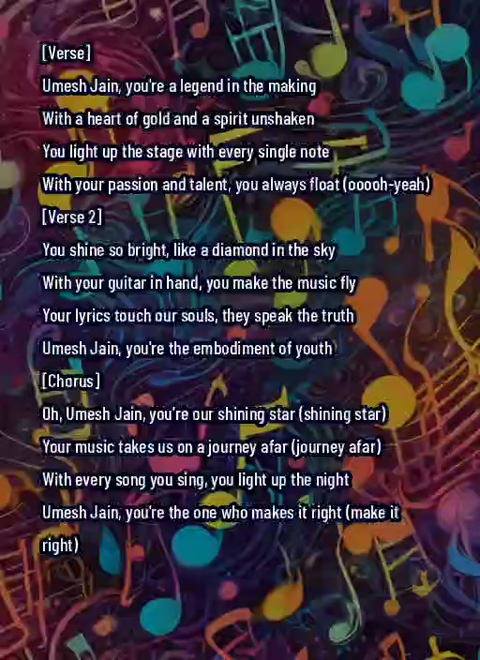 [Verse]
Umesh Jain, you're a legend in the making
With a heart of gold and a spirit unshaken
You light up the stage with every single note
With your passion and talent, you always float (ooooh-yeah)
[Verse 2]
You shine so bright, like a diamond in the sky
With your guitar in hand, you make the music fly
Your lyrics touch our souls, they speak the truth
Umesh Jain, you're the embodiment of youth
[Chorus]
Oh, Umesh Jain, you're our shining star (shining star)
Your music takes us on a journey afar (journey afar)
With every song you sing, you light up the night
Umesh Jain, you're the one who makes it right (make it
right)